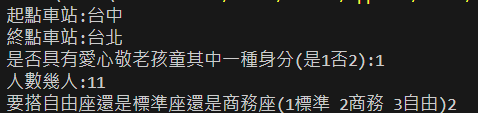 起點車站:台中
終點車站:台北
是否具有愛心敬老孩童其中一種身分(是1否2):1
人數幾人:11
要搭自由座還是標準座還是商務座(1標準 2商務 3自由)2